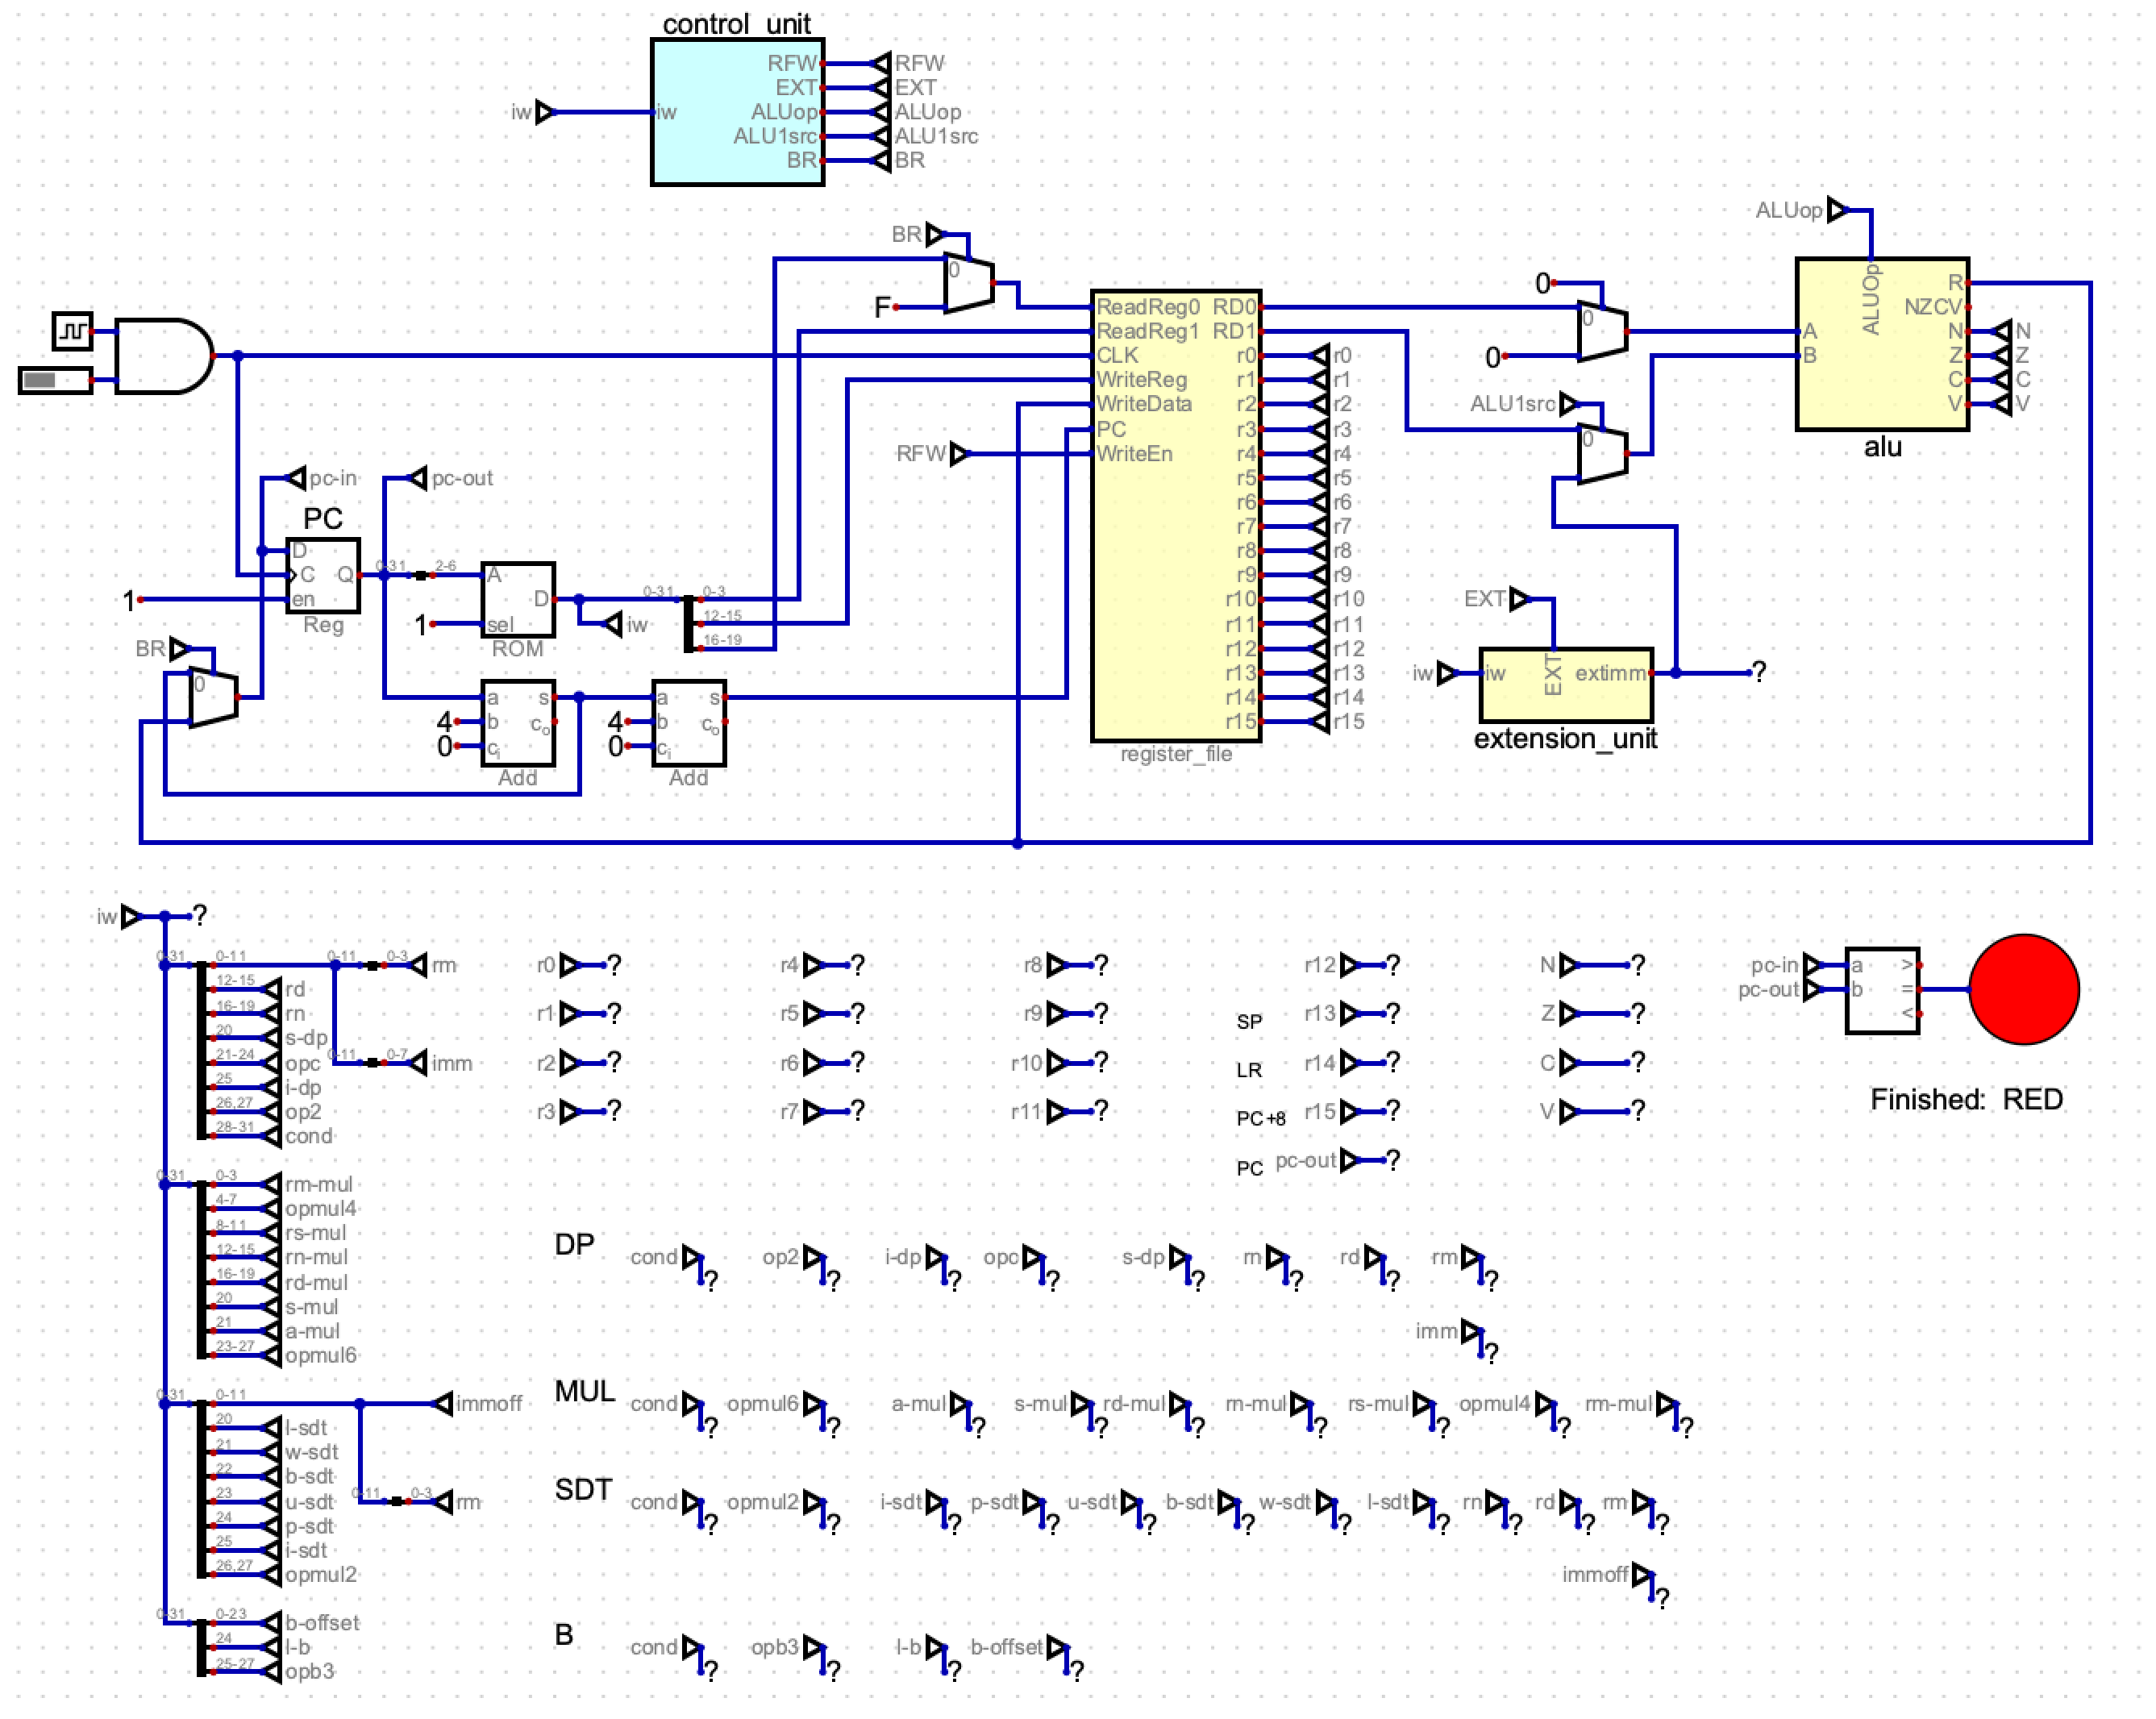 control_unit
RFW RFW
EXT EXT
iw iw ALUop ALUop
ALU1src ALU1src
BR BR
ALUop
BR
0 ALUOp R
F ReadReg0 RD0 0 0 NZCV
ReadReg1 RD1 A N N
CLK r0 r0 0 B Z Z
WriteReg r1 r1 C C
WriteData r2 r2 ALU1src V V
PC r3 r3 0 alu
RFW WriteEn r4 r4
pc-in pc-out r5 r5
r6 r6
PC r7 r7
D r8 r8
C Q 0-31 2-6 A r9 r9
1 en D 0-31 0-3 r10 r10 EXT
Reg 1 sel iw 12-15 r11 r11
BR ROM 16-19 r12 r12
0 r13 r13 iw iw EXT extimm ?
a s a s r14 r14
4 b co 4 b co r15 r15
0 ci 0 ci register_file extension_unit
Add Add
iw ?
0-31 0-11 0-11 0-3 rm r0 ? r4 ? r8 ? r12 ? N ? pc-in a >
12-15 rd pc-out b =
16-19 rn r1 ? r5 ? r9 ? SP r13 ? Z ? <
20 s-dp
21-24 opc 0-11 0-7 imm r2 ? r6 ? r10 ? LR r14 ? C ?
25 i-dp Finished: RED
26,27 op2 r3 ? r7 ? r11 ? PC+8 r15 ? V ?
28-31 cond
PC pc-out ?
0-31 0-3 rm-mul
4-7 opmul4
8-11 rs-mul
12-15 rn-mul
16-19 rd-mul
20 s-mul
21 a-mul
23-27 opmul6
DP cond ? op2 ? i-dp ? opc ? s-dp ? rn ? rd ? rm ?
imm ?
MUL cond ? opmul6 ? a-mul ? s-mul ? rd-mul ? rn-mul ? rs-mul ? opmul4 ? rm-mul ?
0-31 0-11 immoff
20 l-sdt
21 w-sdt
22 b-sdt
23 u-sdt 0-11 0-3 rm
24 p-sdt
25 i-sdt
26,27 opmul2
SDT cond ? opmul2 ? i-sdt ? p-sdt ? u-sdt ? b-sdt ? w-sdt ? l-sdt ? rn ? rd ? rm ?
immoff ?
0-31 0-23 b-offset
24 l-b
25-27 opb3
B cond ? opb3 ? l-b ? b-offset ?